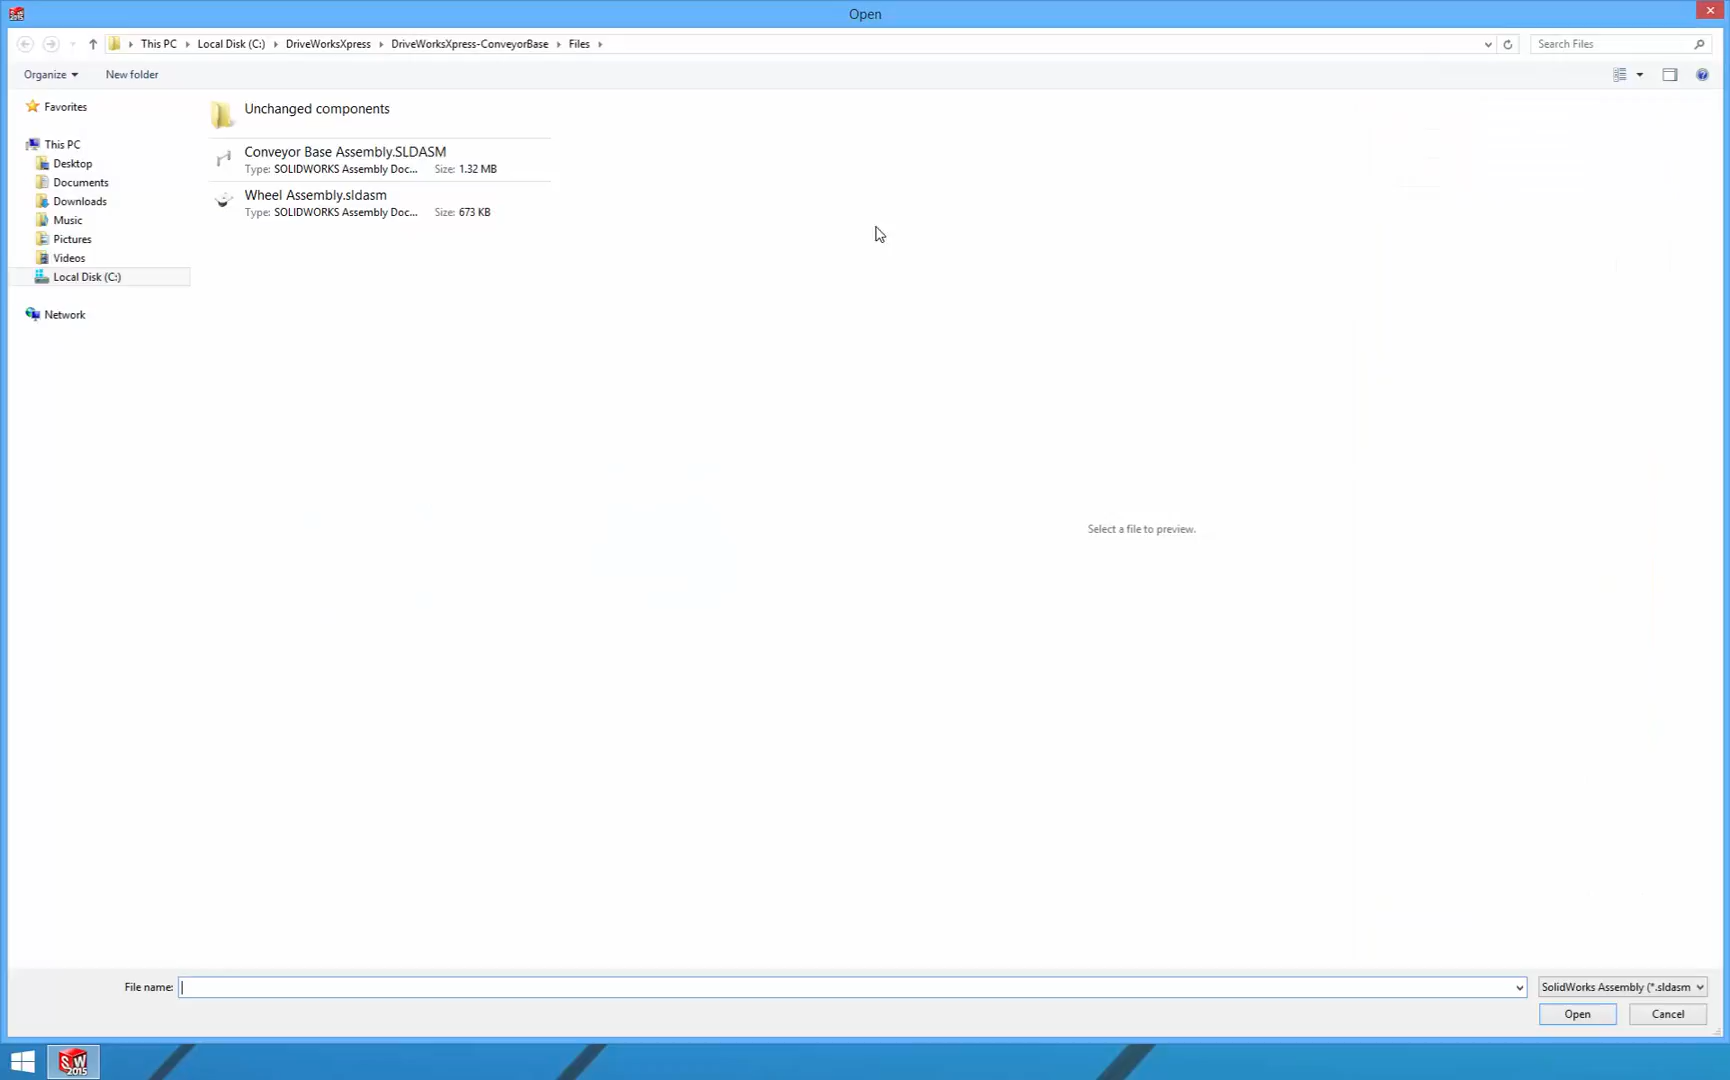 Open
This PC Local Disk (C:) DriveWorksXpress DriveWorksXpress-ConveyorBase Files Search Files
Organize New folder
Favorites
This PC
Desktop
Documents
Downloads
Music
Pictures
Videos
Local Disk (C:)
Network
Unchanged components
Conveyor Base Assembly.SLDASM
Type: SOLIDWORKS Assembly Doc... Size: 1.32 MB
Wheel Assembly.sldasm
Type: SOLIDWORKS Assembly Doc... Size: 673 KB
Select a file to preview.
File name: SolidWorks Assembly (*.sldasm
Open Cancel
SW
2015